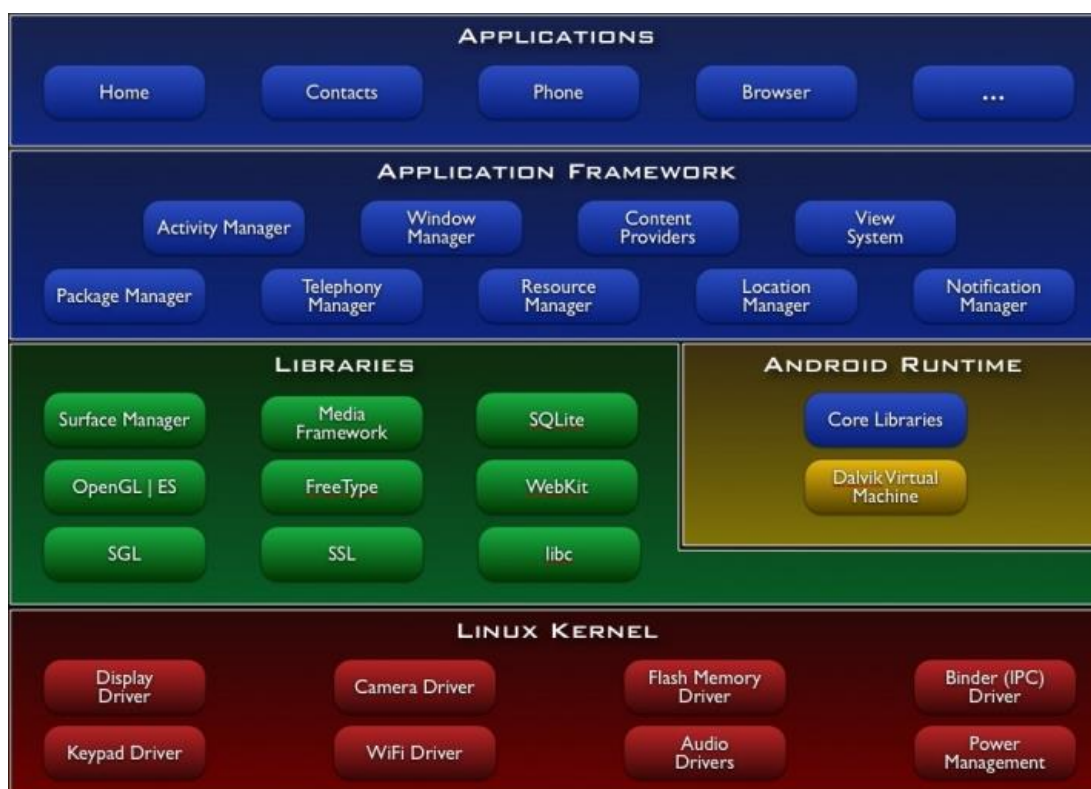 APPLICATIONS
Home Contacts Phone Browser ...
APPLICATION FRAMEWORK
Activity Manager
Window
Manager
Content
Providers
View
System
Package Manager
Telephony
Manager
Resource
Manager
Location
Manager
Notification
Manager
LIBRARIES
Surface Manager
Media
Framework
SQLite
OpenGL | ES
FreeType
WebKit
SGL
SSL
libc
ANDROID RUNTIME
Core Libraries
Dalvik Virtual
Machine
LINUX KERNEL
Display
Driver
Camera Driver
Flash Memory
Driver
Binder (IPC)
Driver
Keypad Driver
WiFi Driver
Audio
Drivers
Power
Management